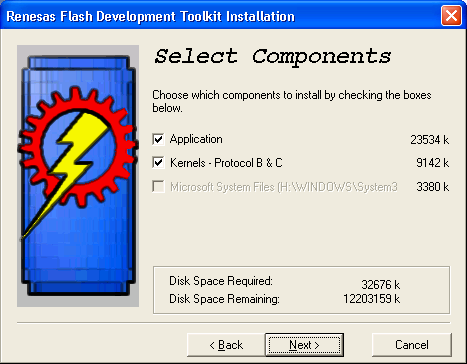 Renesas Flash Development Toolkit Installation
Select Components
Choose which components to install by checking the boxes
below.
Application 23534 k
Kernels - Protocol B & C 9142 k
Microsoft System Files (H:\WINDOWS\System3 3380 k
Disk Space Required: 32676 k
Disk Space Remaining: 12203159 k
< Back Next > Cancel